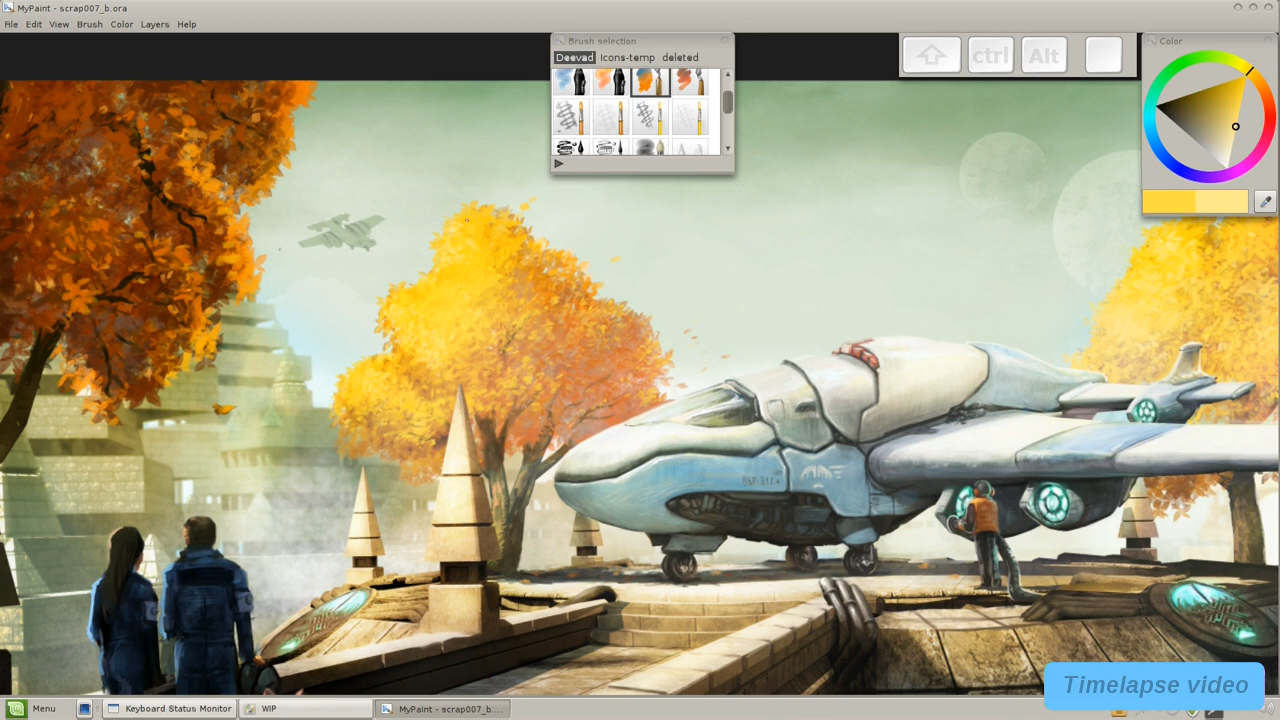 MyPaint - scrap007_b.ora
File Edit View Brush Color Layers Help
Brush selection
Deevad Icons-temp deleted
ctrl Alt
Color
Timelapse video
Menu Keyboard Status Monitor WIP MyPaint - scrap007_b....